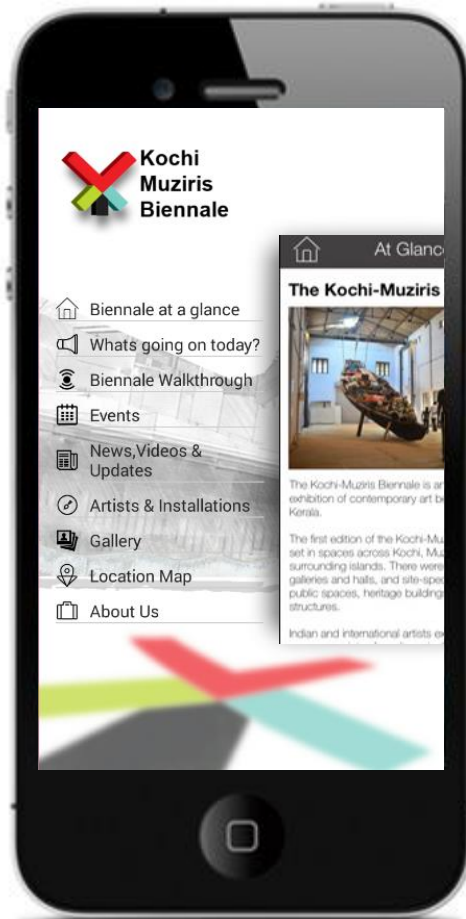 Kochi
Muziris
Biennale
Biennale at a glance
Whats going on today?
Biennale Walkthrough
Events
News,Videos &
Updates
Artists & Installations
Gallery
Location Map
About Us
At Glanc
The Kochi-Muziris
The Kochi-Muziris Biennale is an
exhibition of contemporary art b
Kerala.
The first edition of the Kochi-Mu
set in spaces across Kochi, Muz
surrounding islands. There were
galleries and halls, and site-spec
public spaces, heritage building
structures.
Indian and international artists ex